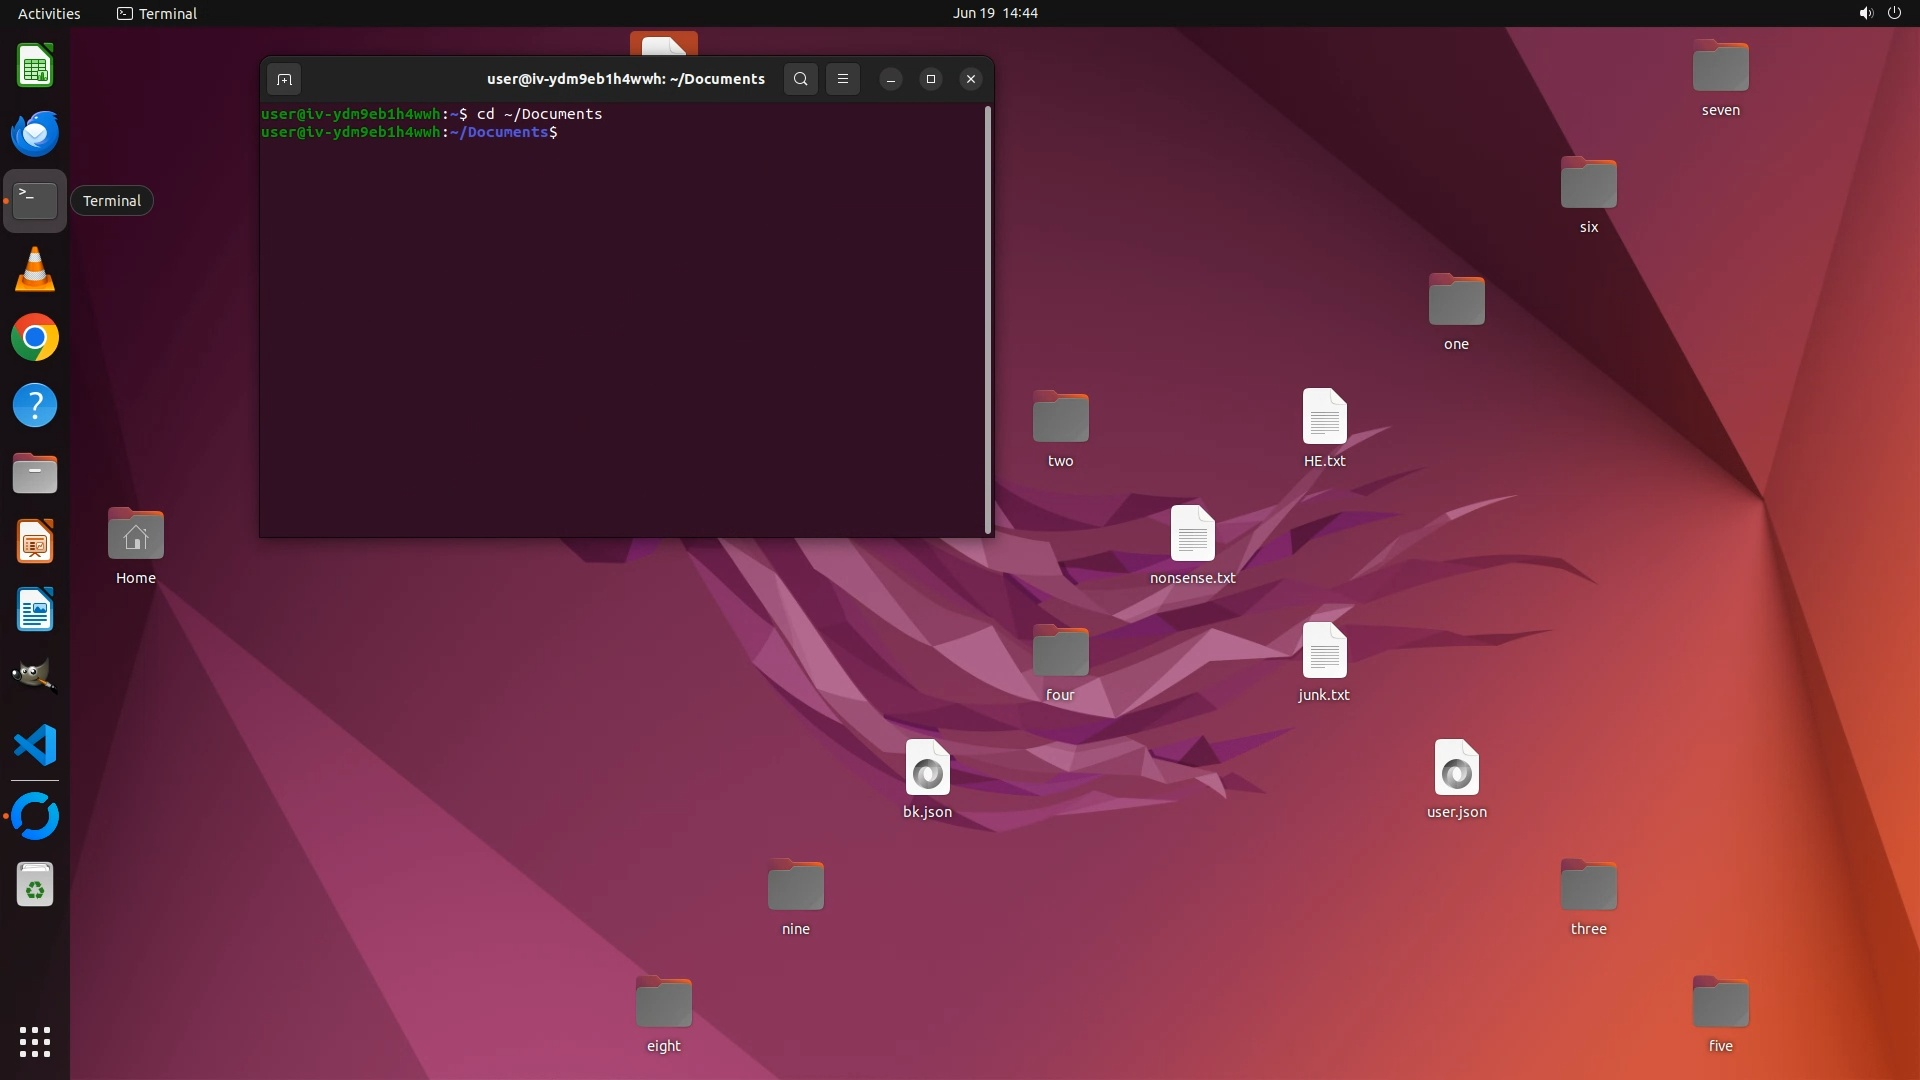 Activities
Terminal
Jun 19 14:44
user@iv-ydm9eb1h4wwh: ~/Documents
user@iv-ydm9eb1h4wwh:~$ cd ~/Documents
user@iv-ydm9eb1h4wwh:~/Documents$
Terminal
seven
six
one
two
HE.txt
Home
nonsense.txt
four
junk.txt
bk.json
user.json
nine
three
eight
five